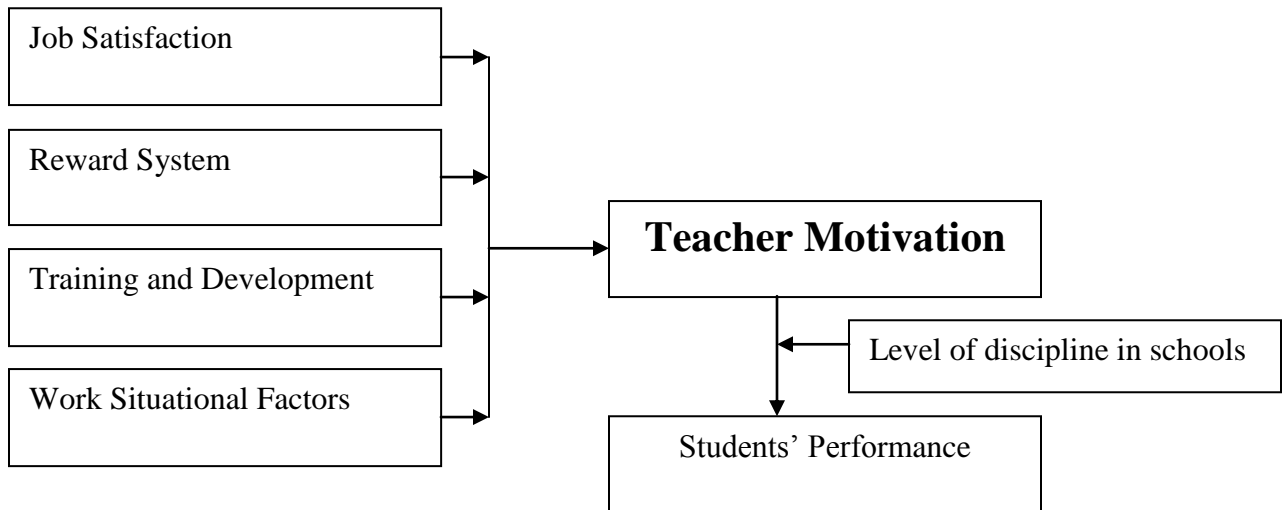 Job Satisfaction
Reward System
Training and Development
Work Situational Factors
Teacher Motivation
Level of discipline in schools
Students’ Performance